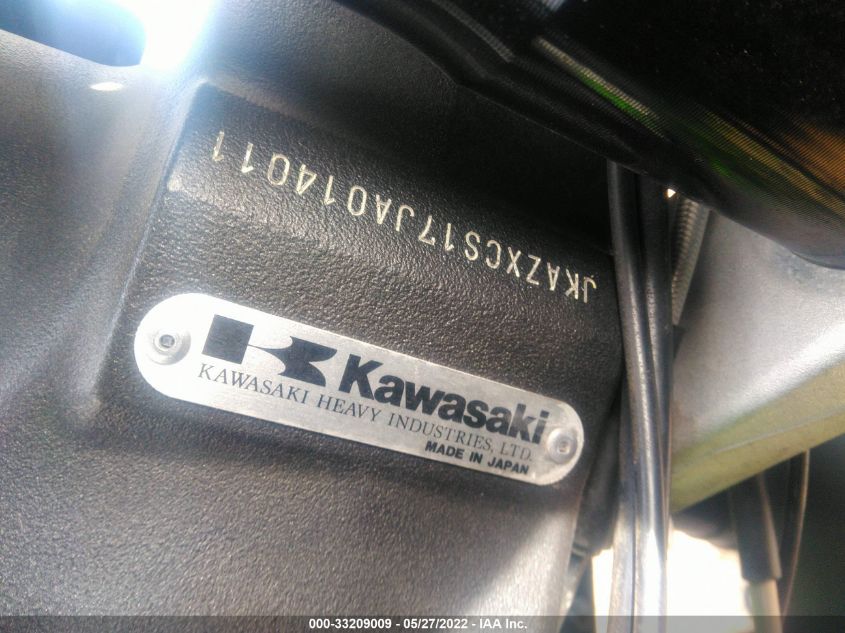 JKAZXCS17JA014011
Kawasaki
KAWASAKI HEAVY INDUSTRIES, LTD.
MADE IN JAPAN
000-33209009 - 05/27/2022 - IAA Inc.